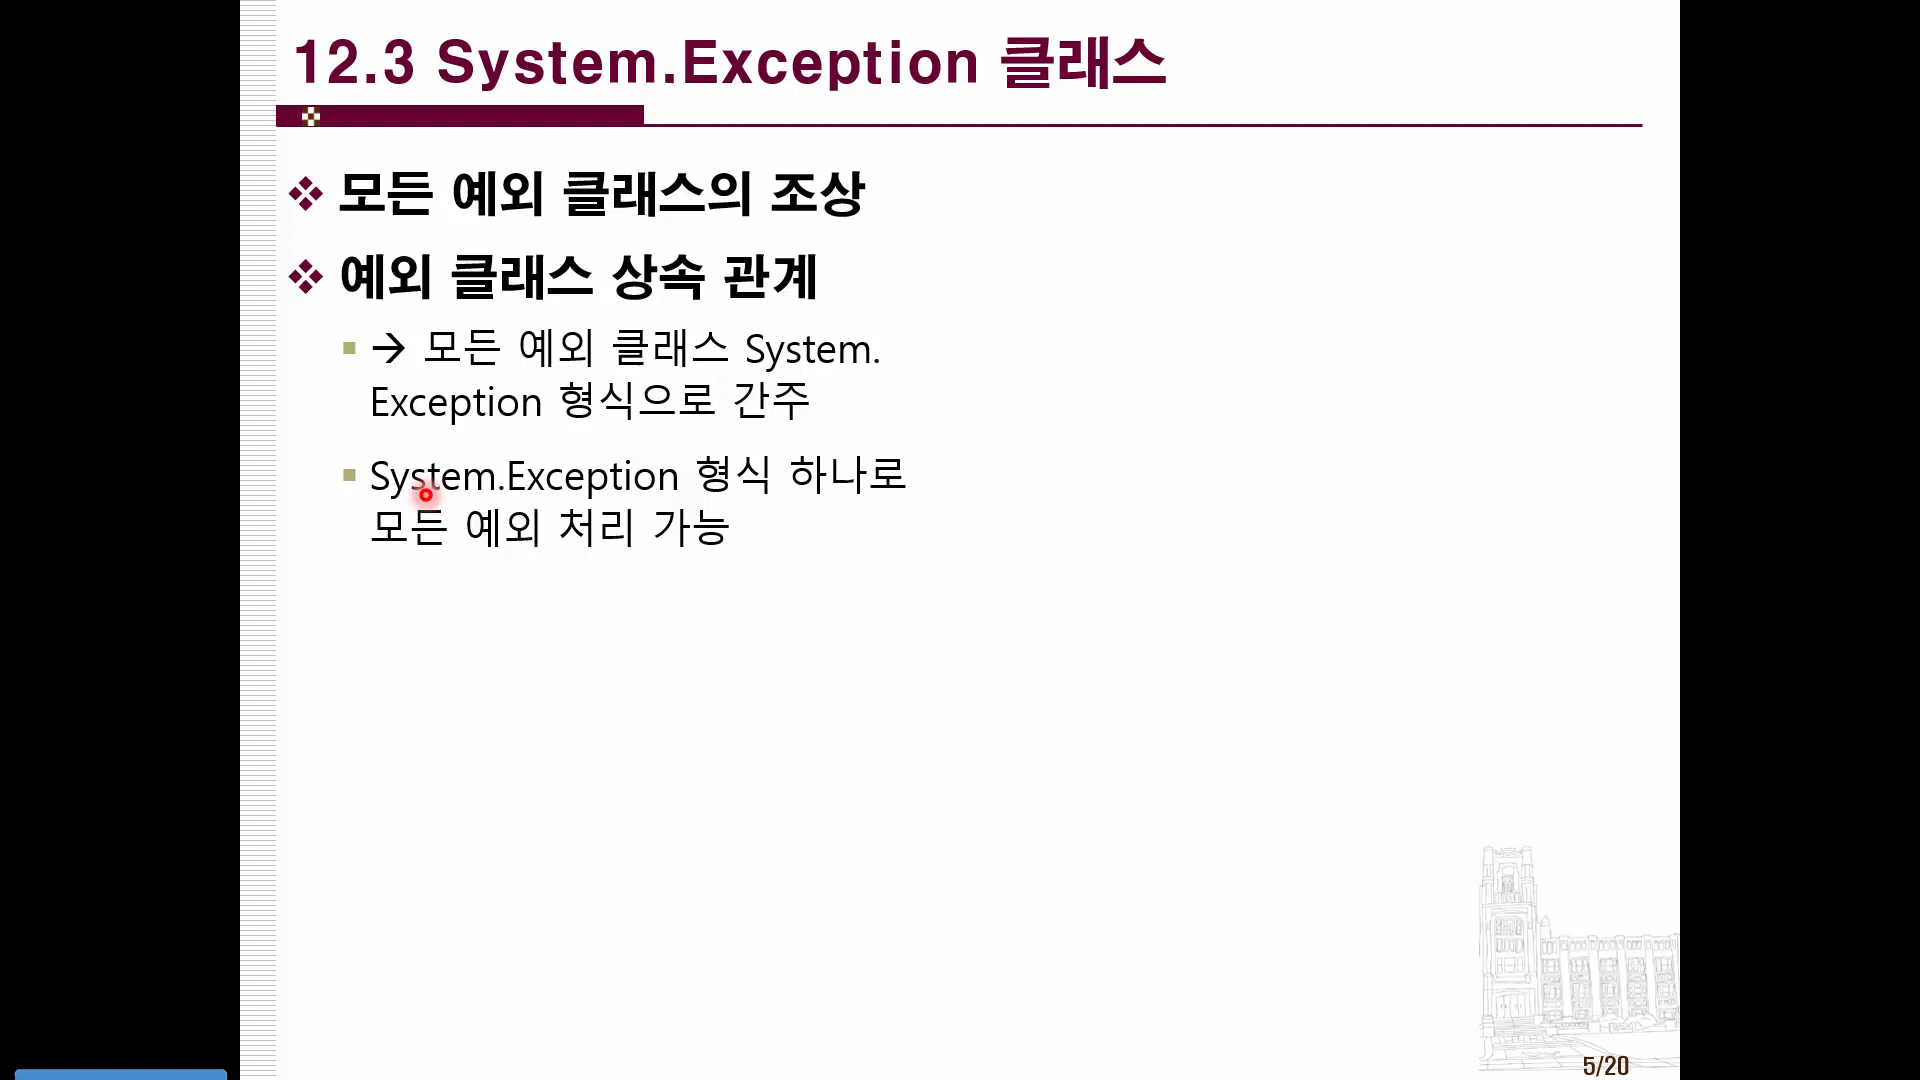 12.3 System.Exception 클래스
모든 예외 클래스의 조상
예외 클래스 상속 관계
→ 모든 예외 클래스 System.
Exception 형식으로 간주
System.Exception 형식 하나로
모든 예외 처리 가능
5/20